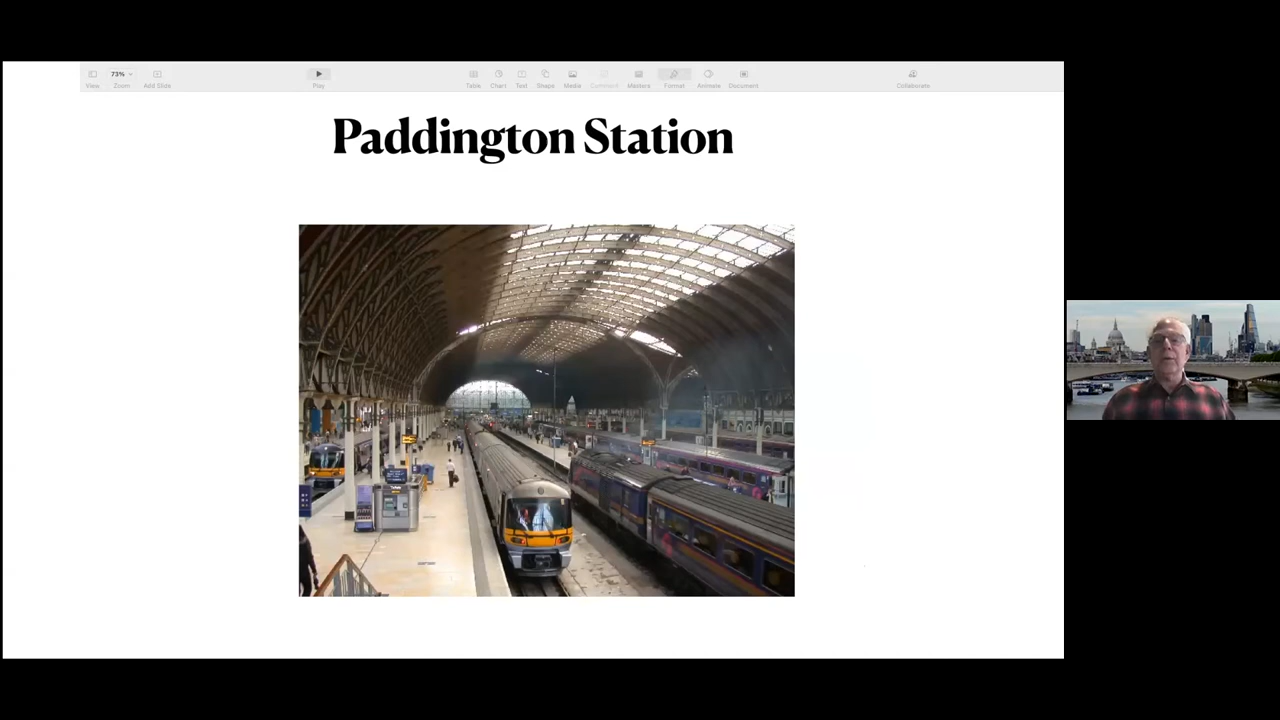 73%
View
Zoom
Add Slide
Play
Table
Chart
Text
Shape
Media
Comment
Masters
Format
Animate
Document
Collaborate
Paddington Station